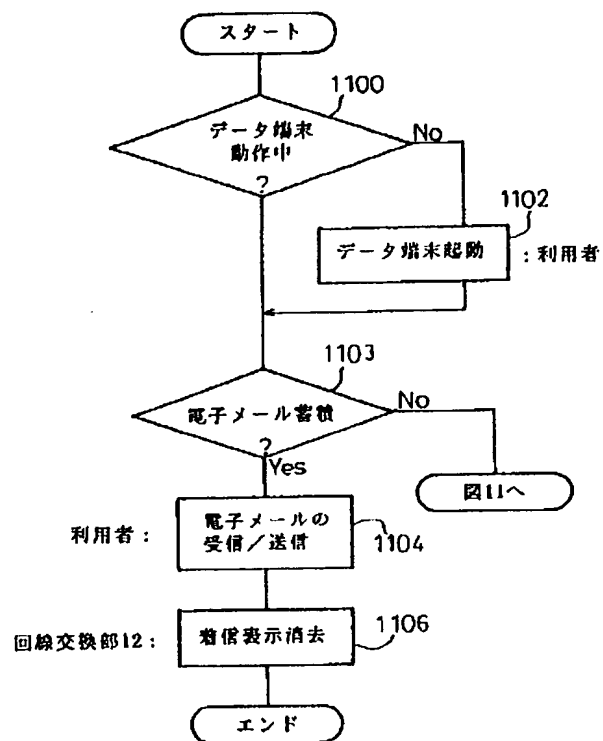 スタート
1100
データ端末
動作中
?
No
1102
データ端末起動
:利用者
1103
電子メール蓄積
?
No
Yes
図11へ
利用者:
電子メールの
受信/送信
1104
回線交換部12:
着信表示消去
1106
エンド